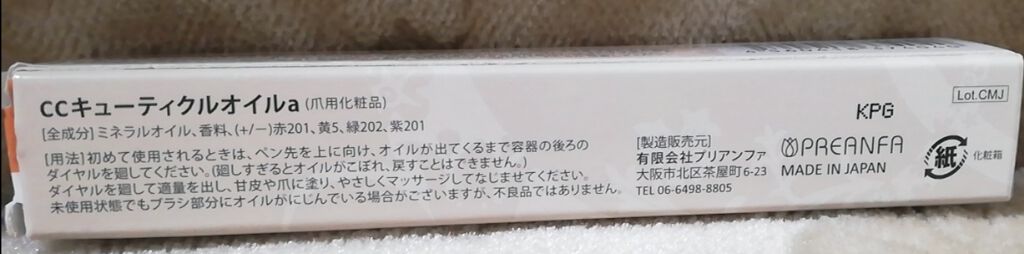 CCキューティクルオイルa(爪用化粧品)
[全成分]ミネラルオイル、香料、(+/−)赤201、黄5、緑202、紫201
[用法]初めて使用されるときは、ペン先を上に向け、オイルが出てくるまで容器の後ろの
ダイヤルを廻してください。(廻しすぎるとオイルがこぼれ、戻すことはできません。)
ダイヤルを廻して適量を出し、甘皮や爪に塗り、やさしくマッサージしてなじませてください。
未使用状態でもブラシ部分にオイルがにじんでいる場合がございますが、不良品ではありません。
[製造販売元]
有限会社プリアンファ
大阪市北区茶屋町6-23
TEL 06-6498-8805
KPG
PREANFA
MADE IN JAPAN
Lot.CMJ
紙
化粧箱